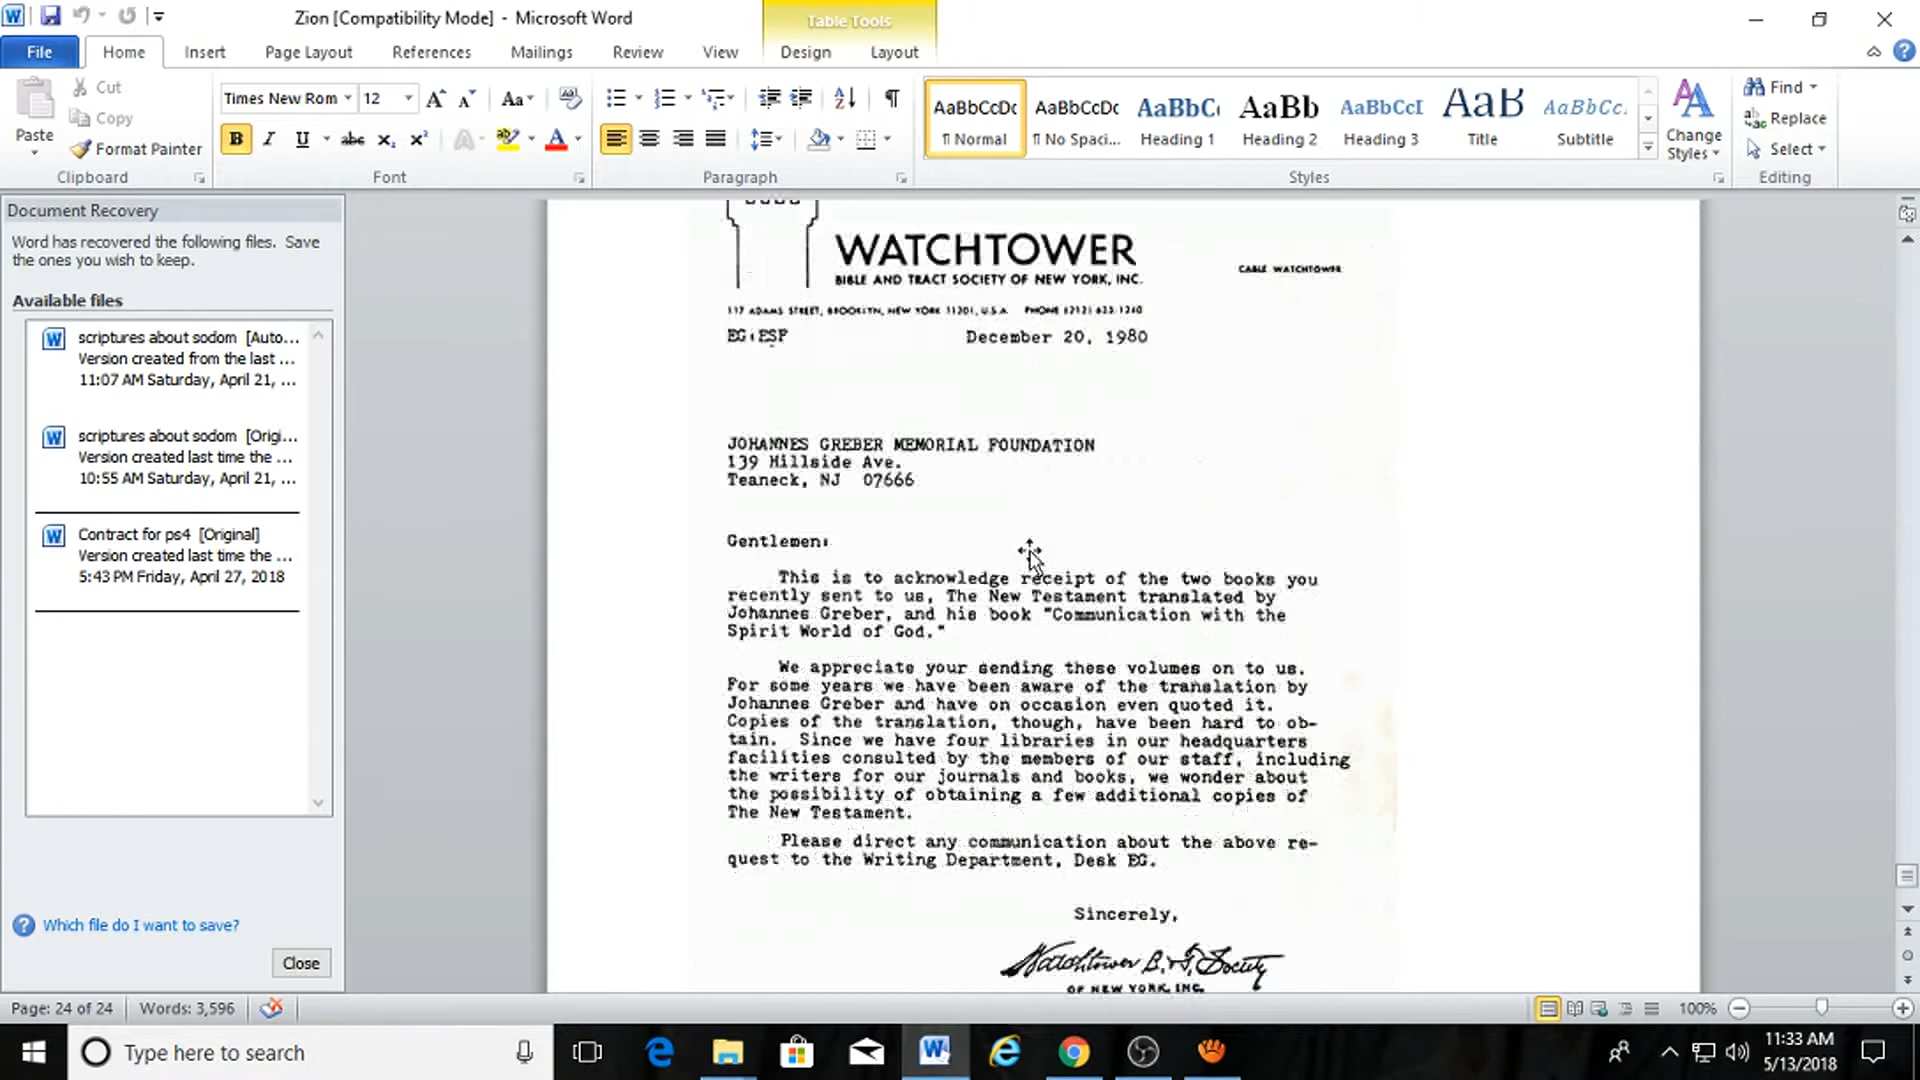 Zion [Compatibility Mode] - Microsoft Word
Table Tools
File
Home
Insert
Page Layout
References
Mailings
Review
View
Design
Layout
Paste
Cut
Copy
Format Painter
Clipboard
Times New Rom
12
Font
Paragraph
AaBbCcDc
¶ Normal
AaBbCcDc
¶ No Spaci...
AaBbC
Heading 1
AaBb
Heading 2
AaBbCcI
Heading 3
AaB
Title
AaBbCc.
Subtitle
Change
Styles
Styles
Find
Replace
Select
Editing
Document Recovery
Word has recovered the following files. Save
the ones you wish to keep.
Available files
scriptures about sodom [Auto...
Version created from the last ...
11:07 AM Saturday, April 21, ...
scriptures about sodom [Origi...
Version created last time the ...
10:55 AM Saturday, April 21, ...
Contract for ps4 [Original]
Version created last time the ...
5:43 PM Friday, April 27, 2018
Which file do I want to save?
Close
WATCHTOWER
BIBLE AND TRACT SOCIETY OF NEW YORK, INC.
CABLE WATCHTOWER
117 ADAMS STREET, BROOKLYN, NEW YORK 11201, U.S.A. PHONE (212) 625-1240
EG:ESF
December 20, 1980
JOHANNES GREBER MEMORIAL FOUNDATION
139 Hillside Ave.
Teaneck, NJ 07666
Gentlemen:
This is to acknowledge receipt of the two books you
recently sent to us, The New Testament translated by
Johannes Greber, and his book "Communication with the
Spirit World of God."
We appreciate your sending these volumes on to us.
For some years we have been aware of the translation by
Johannes Greber and have on occasion even quoted it.
Copies of the translation, though, have been hard to ob-
tain. Since we have four libraries in our headquarters
facilities consulted by the members of our staff, including
the writers for our journals and books, we wonder about
the possibility of obtaining a few additional copies of
The New Testament.
Please direct any communication about the above re-
quest to the Writing Department, Desk EG.
Sincerely,
Watchtower B. & T. Society
OF NEW YORK, INC.
Page: 24 of 24
Words: 3,596
100%
Type here to search
11:33 AM
5/13/2018